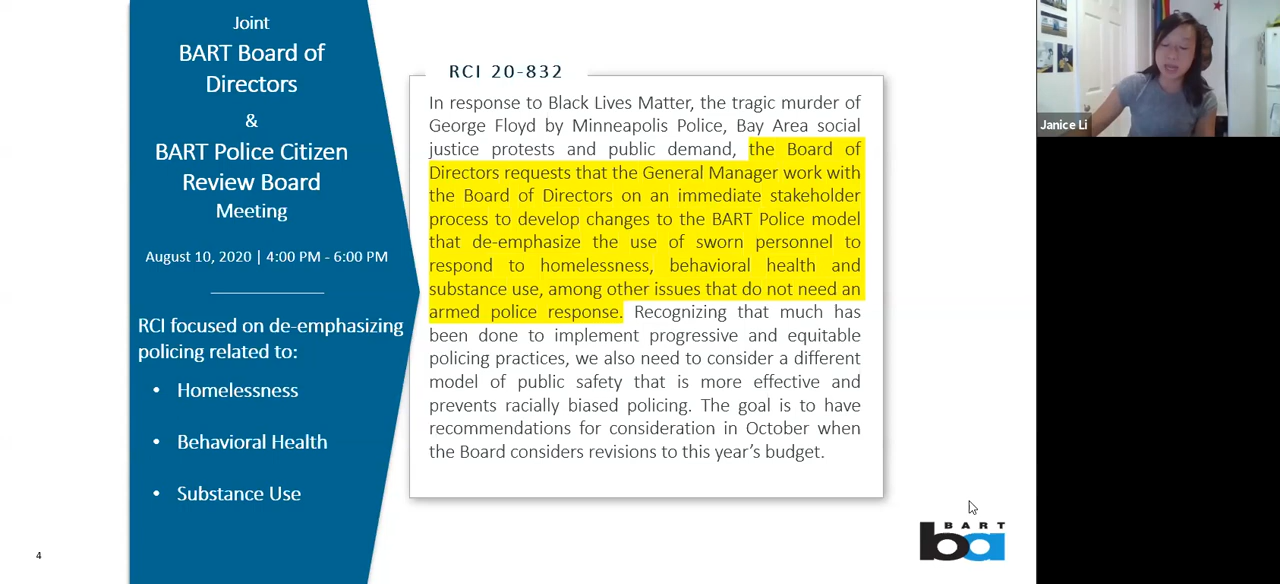 Joint
BART Board of
Directors
&
BART Police Citizen
Review Board
Meeting
August 10, 2020 | 4:00 PM - 6:00 PM
RCI focused on de-emphasizing
policing related to:
• Homelessness
• Behavioral Health
• Substance Use
4
RCI 20-832
In response to Black Lives Matter, the tragic murder of
George Floyd by Minneapolis Police, Bay Area social
justice protests and public demand, the Board of
Directors requests that the General Manager work with
the Board of Directors on an immediate stakeholder
process to develop changes to the BART Police model
that de-emphasize the use of sworn personnel to
respond to homelessness, behavioral health and
substance use, among other issues that do not need an
armed police response. Recognizing that much has
been done to implement progressive and equitable
policing practices, we also need to consider a different
model of public safety that is more effective and
prevents racially biased policing. The goal is to have
recommendations for consideration in October when
the Board considers revisions to this year's budget.
BART
ba
Janice Li